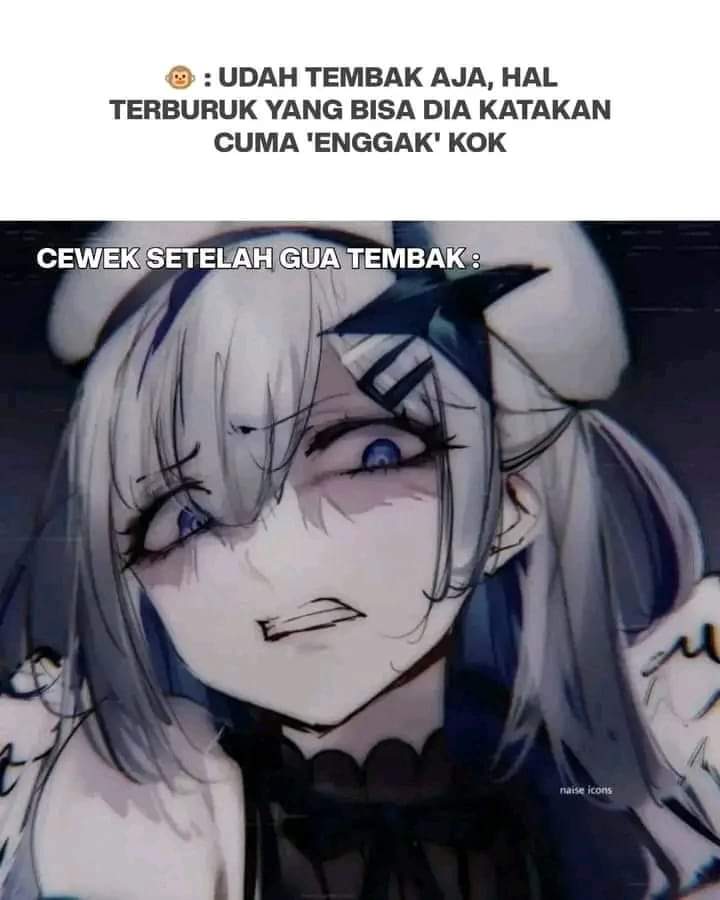 🐵 : UDAH TEMBAK AJA, HAL
TERBURUK YANG BISA DIA KATAKAN
CUMA 'ENGGAK' KOK
CEWEK SETELAH GUA TEMBAK :
naise icons